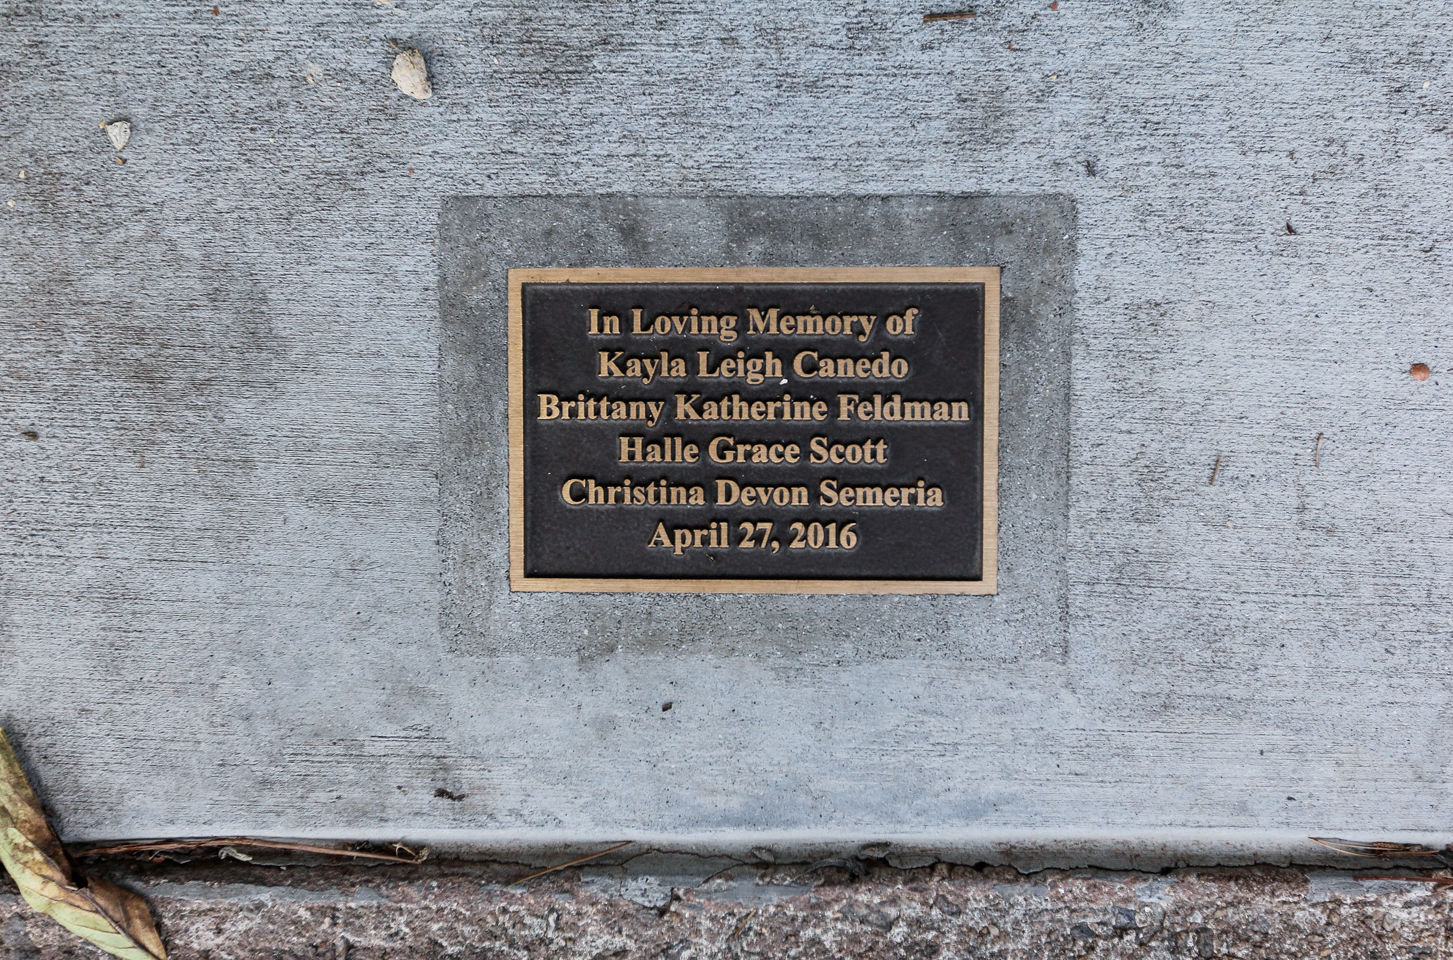 In Loving Memory of
Kayla Leigh Canedo
Brittany Katherine Feldman
Halle Grace Scott
Christina Devon Semeria
April 27, 2016